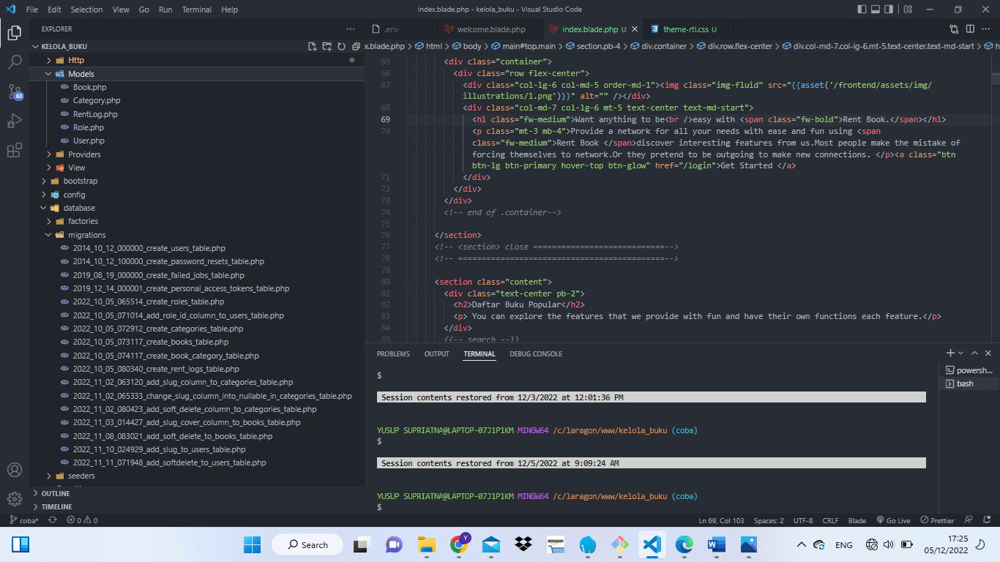 File Edit Selection View Go Run Terminal Help
index.blade.php - kelola_buku - Visual Studio Code
EXPLORER
KELOLA_BUKU
Http
Models
Book.php
Category.php
RentLog.php
Role.php
User.php
Providers
View
bootstrap
config
database
factories
migrations
2014_10_12_000000_create_users_table.php
2014_10_12_100000_create_password_resets_table.php
2019_08_19_000000_create_failed_jobs_table.php
2019_12_14_000001_create_personal_access_tokens_table.php
2022_10_05_065514_create_roles_table.php
2022_10_05_071014_add_role_id_column_to_users_table.php
2022_10_05_072912_create_categories_table.php
2022_10_05_073117_create_books_table.php
2022_10_05_074117_create_book_category_table.php
2022_10_05_080340_create_rent_logs_table.php
2022_11_02_063120_add_slug_column_to_categories_table.php
2022_11_02_065333_change_slug_column_into_nullable_in_categories_table.php
2022_11_02_080423_add_soft_delete_column_to_categories_table.php
2022_11_03_014427_add_slug_cover_column_to_books_table.php
2022_11_08_083021_add_soft_delete_to_books_table.php
2022_11_10_024929_add_slug_to_users_table.php
2022_11_11_071948_add_softdelete_to_users_table.php
seeders
OUTLINE
TIMELINE
63
.env welcome.blade.php index.blade.php U theme-rtl.css U
x.blade.php > html > body > main#top.main > section.pb-4 > div.container > div.row.flex-center > div.col-md-7.col-lg-6.mt-5.text-center.text-md-start > h
65 <div class="container">
66 <div class="row flex-center">
67 <div class="col-lg-6 col-md-5 order-md-1"><img class="img-fluid" src="{{asset('/frontend/assets/img/
illustrations/1.png')}}" alt="" /></div>
68 <div class="col-md-7 col-lg-6 mt-5 text-center text-md-start">
69 <h1 class="fw-medium">Want anything to be<br />easy with <span class="fw-bold">Rent Book.</span></h1>
70 <p class="mt-3 mb-4">Provide a network for all your needs with ease and fun using <span
class="fw-medium">Rent Book </span>discover interesting features from us.Most people make the mistake of
forcing themselves to network.Or they pretend to be outgoing to make new connections. </p><a class="btn
btn-lg btn-primary hover-top btn-glow" href="/login">Get Started </a>
71 </div>
72 </div>
73 </div>
74 <!-- end of .container-->
75
76 </section>
77 <!-- <section> close ============================-->
78 <!-- ============================================-->
79
80 <section class="content">
81 <div class="text-center pb-2">
82 <h2>Daftar Buku Popular</h2>
83 <p> You can explore the features that we provide with fun and have their own functions each feature.</p>
84 </div>
85 {{-- search --}}
PROBLEMS OUTPUT TERMINAL DEBUG CONSOLE
$
Session contents restored from 12/3/2022 at 12:01:36 PM
YUSUP SUPRIATNA@LAPTOP-07J1P1KM MINGW64 /c/laragon/www/kelola_buku (coba)
$
Session contents restored from 12/5/2022 at 9:09:24 AM
YUSUP SUPRIATNA@LAPTOP-07J1P1KM MINGW64 /c/laragon/www/kelola_buku (coba)
$
powersh...
bash
coba* 0 0
Ln 69, Col 103 Spaces: 2 UTF-8 CRLF Blade Go Live Prettier
Search
Y
amazon
ENG
17:25
05/12/2022